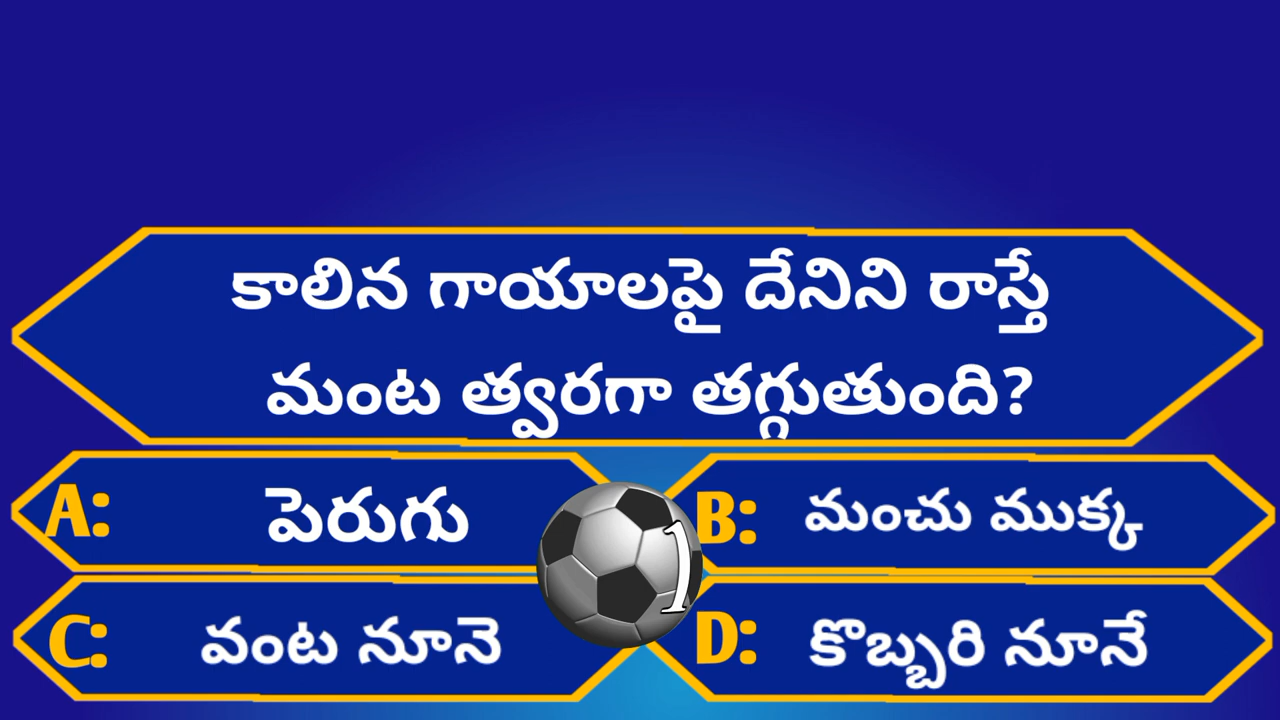 కాలిన గాయాలపై దేనిని రాస్తే
మంట త్వరగా తగ్గుతుంది?
A: పెరుగు
B: మంచు ముక్క
1
C: వంట నూనె
D: కొబ్బరి నూనే